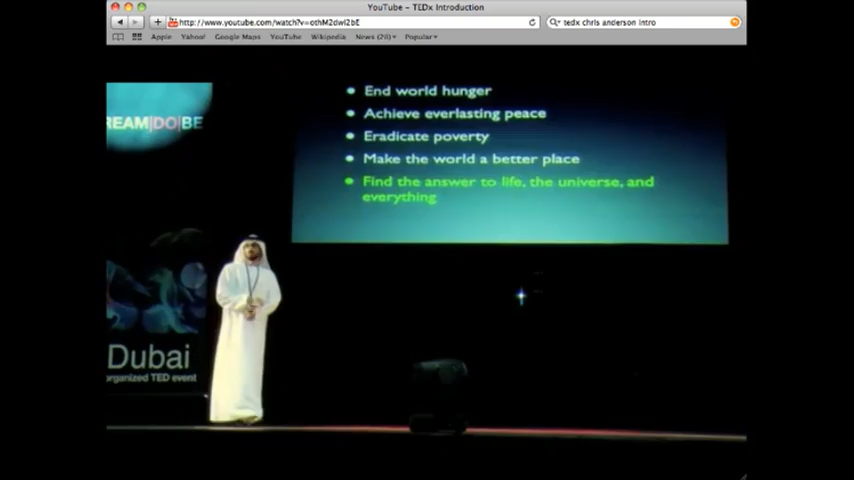 YouTube – TEDx Introduction
http://www.youtube.com/watch?v=othM2dwI2bE
tedx chris anderson intro
Apple Yahoo! Google Maps YouTube Wikipedia News (20) Popular
• End world hunger
• Achieve everlasting peace
• Eradicate poverty
• Make the world a better place
• Find the answer to life, the universe, and
everything
REAM|DO|BE
Dubai
organized TED event